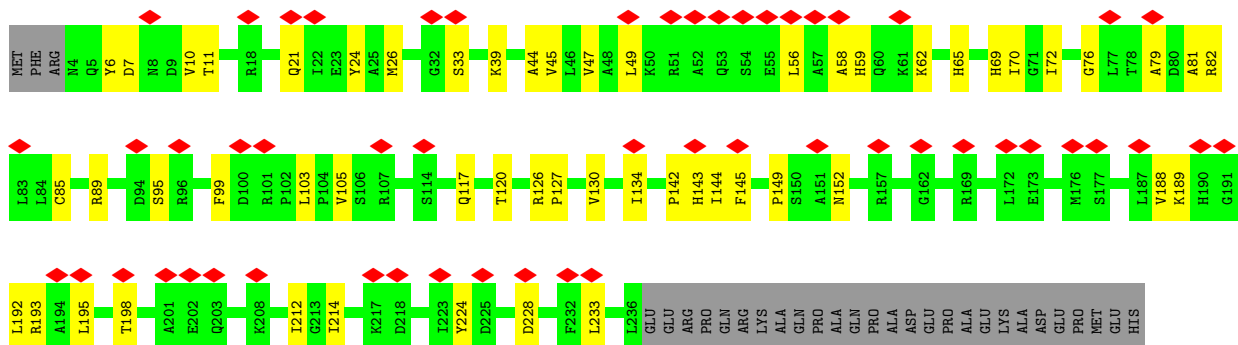 MET PHE ARG N4 Q5 Y6 D7 N8 D9 V10 T11 R18 Q21 I22 E23 Y24 A25 M26 G32 S33 K39 A44 V45 L46 V47 A48 L49 K50 R51 A52 Q53 S54 E55 L56 A57 A58 H59 Q60 K61 K62 H65 H69 I70 G71 I72 G76 L77 T78 A79 D80 A81 R82
L83 L84 C85 R89 D94 S95 R96 F99 D100 R101 P102 L103 P104 V105 S106 R107 S114 Q117 T120 R126 P127 V130 I134 P142 H143 I144 F145 P149 S150 A151 N152 R157 G162 R169 L172 E173 M176 S177 L187 V188 K189 H190 G191
L192 R193 A194 L195 T198 A201 E202 Q203 K208 I212 G213 I214 K217 D218 I223 Y224 D225 D228 F232 L233 L236 GLU GLU ARG PRO GLN ARG LYS ALA GLN PRO ALA GLN PRO ALA ASP GLU PRO ALA GLU LYS ALA ASP GLU PRO MET GLU HIS